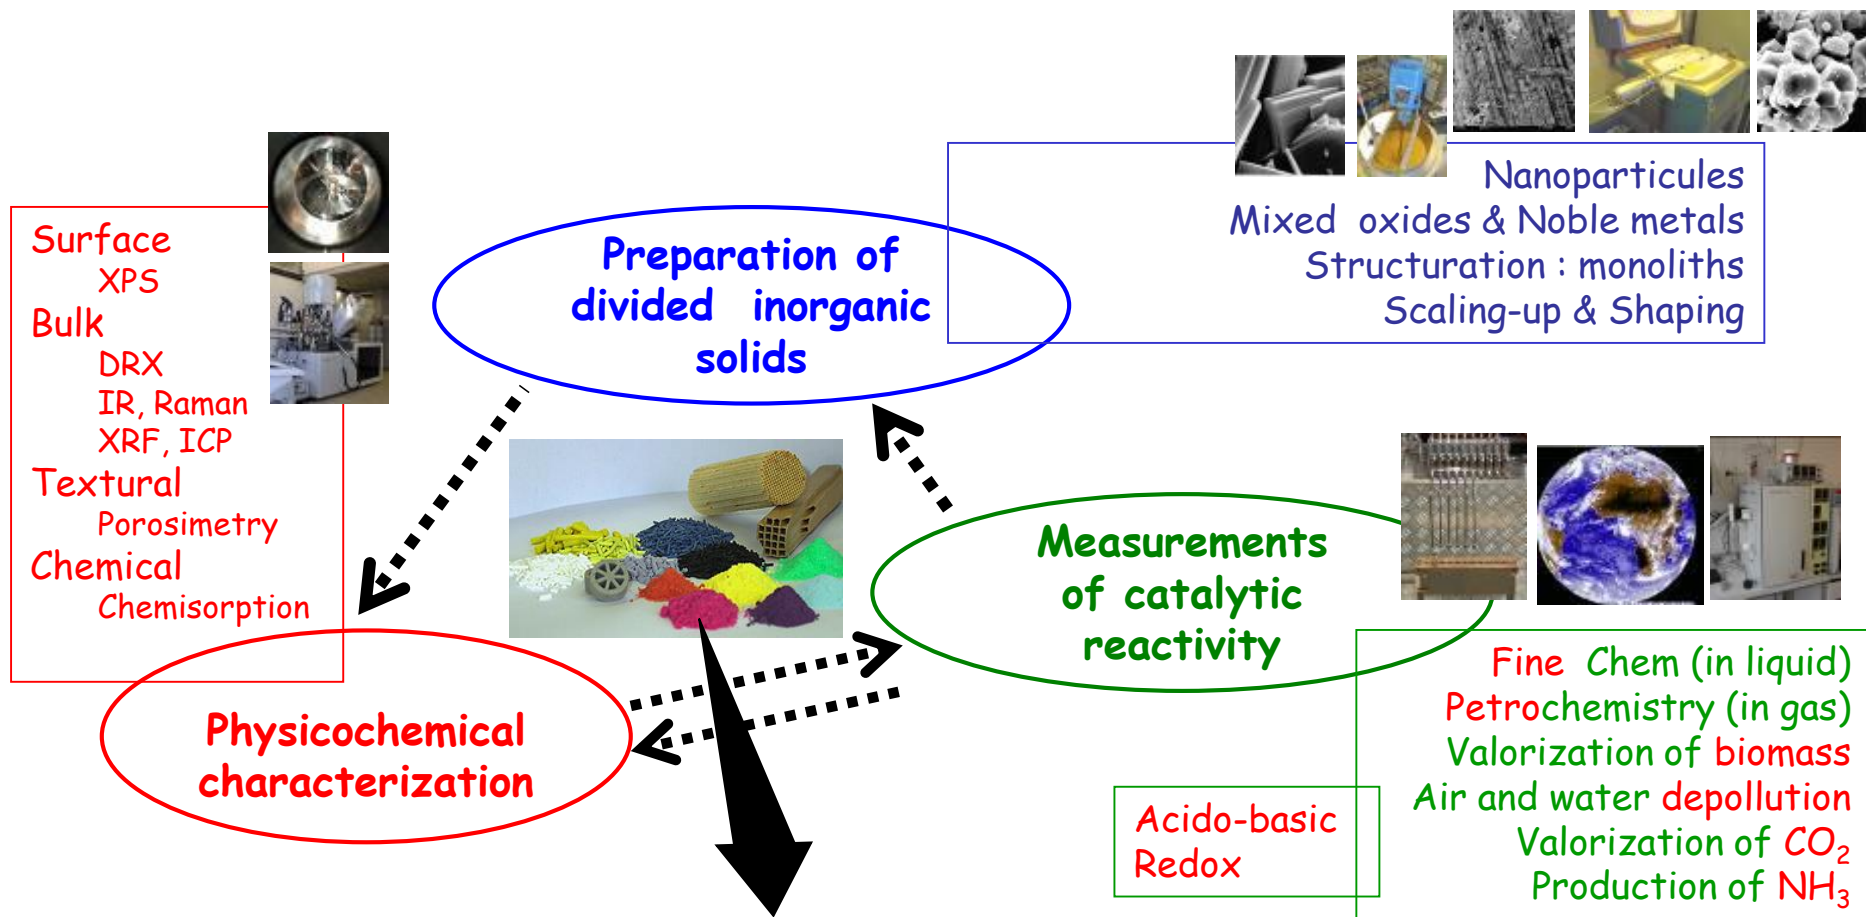 Surface
XPS
Bulk
DRX
IR, Raman
XRF, ICP
Textural
Porosimetry
Chemical
Chemisorption
Preparation of
divided inorganic
solids
Nanoparticules
Mixed oxides & Noble metals
Structuration : monoliths
Scaling-up & Shaping
Measurements
of catalytic
reactivity
Physicochemical
characterization
Acido-basic
Redox
Fine Chem (in liquid)
Petrochemistry (in gas)
Valorization of biomass
Air and water depollution
Valorization of CO₂
Production of NH₃